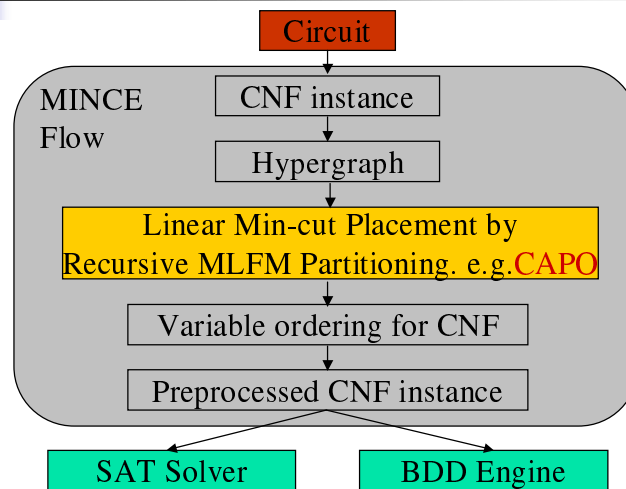 Circuit
MINCE
Flow
CNF instance
Hypergraph
Linear Min-cut Placement by
Recursive MLFM Partitioning. e.g.CAPO
Variable ordering for CNF
Preprocessed CNF instance
SAT Solver
BDD Engine